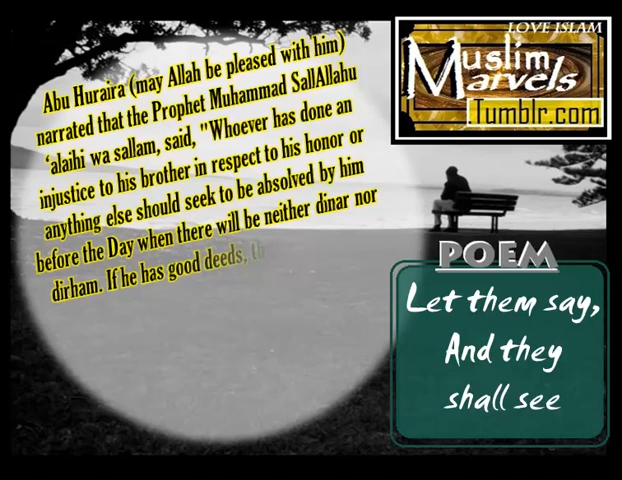 Abu Huraira (may Allah be pleased with him)
narrated that the Prophet Muhammad SallAllahu
‘alaihi wa sallam, said, "Whoever has done an
injustice to his brother in respect to his honor or
anything else should seek to be absolved by him
before the Day when there will be neither dinar nor
dirham. If he has good deeds, th
LOVE ISLAM
Muslim
Marvels
.Tumblr.com
POEM
Let them say,
And they
shall see